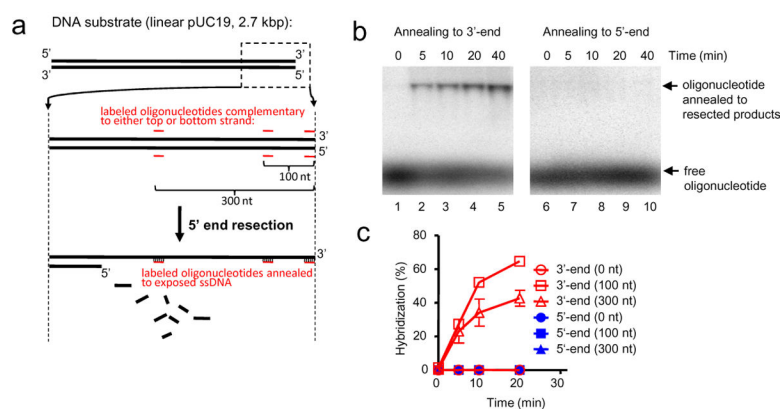 a
DNA substrate (linear pUC19, 2.7 kbp):
5’
3’
3’
5’
labeled oligonucleotides complementary
to either top or bottom strand:
3’
5’
100 nt
300 nt
5’ end resection
3’
5’
labeled oligonucleotides annealed
to exposed ssDNA
b
Annealing to 3’-end
Annealing to 5’-end
0 5 10 20 40
0 5 10 20 40
Time (min)
oligonucleotide
annealed to
resected products
free
oligonucleotide
1 2 3 4 5
6 7 8 9 10
c
Hybridization (%)
80
60
40
20
0
0 10 20 30
Time (min)
3’-end (0 nt)
3’-end (100 nt)
3’-end (300 nt)
5’-end (0 nt)
5’-end (100 nt)
5’-end (300 nt)